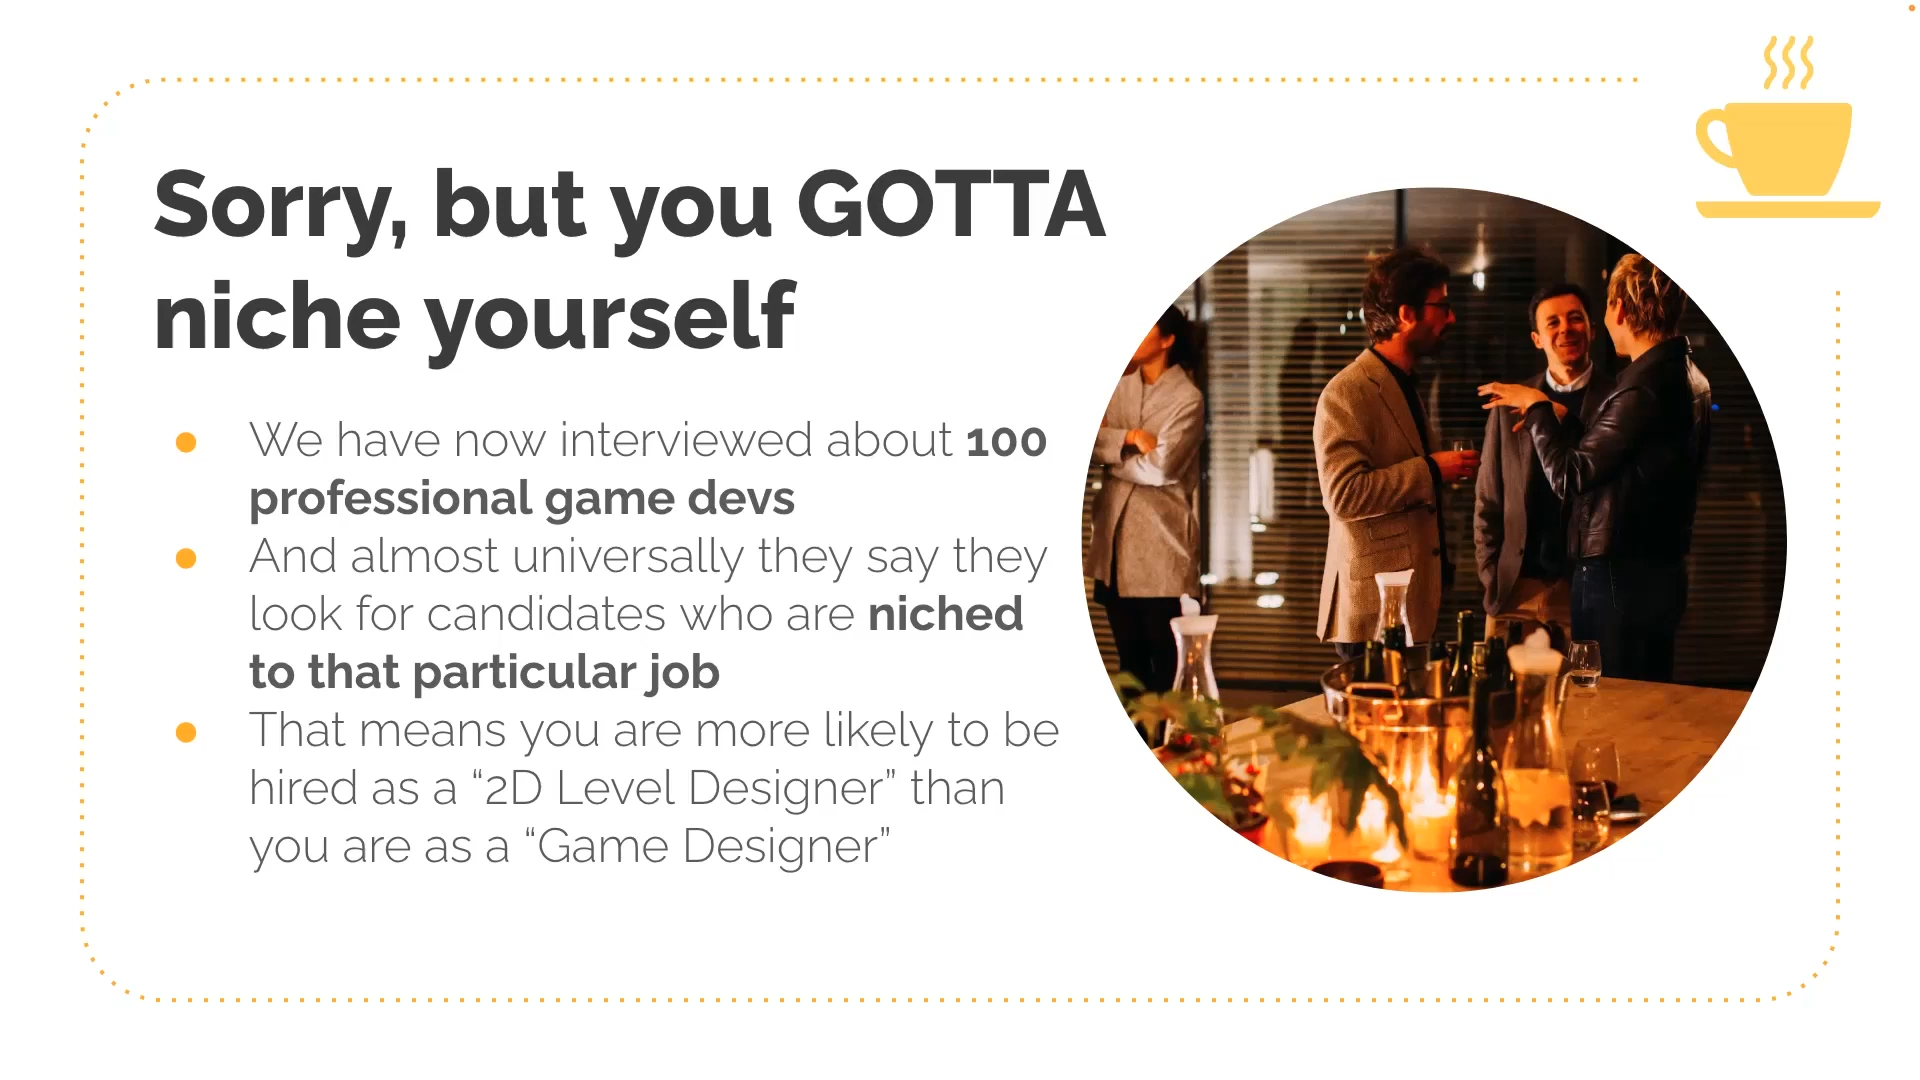 Sorry, but you GOTTA
niche yourself
● We have now interviewed about 100
professional game devs
● And almost universally they say they
look for candidates who are niched
to that particular job
● That means you are more likely to be
hired as a “2D Level Designer” than
you are as a “Game Designer”